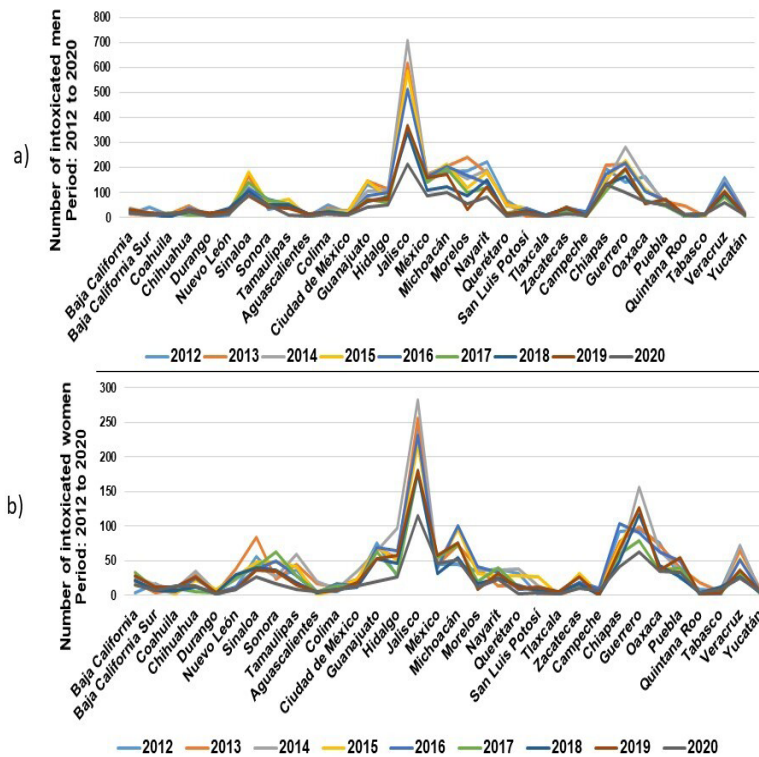 a)
Number of intoxicated men
Period: 2012 to 2020
800
700
600
500
400
300
200
100
0
Baja California
Baja California Sur
Coahuila
Chihuahua
Durango
Nuevo León
Sinaloa
Sonora
Tamaulipas
Aguascalientes
Colima
Ciudad de México
Guanajuato
Hidalgo
Jalisco
México
Michoacán
Morelos
Nayarit
Querétaro
San Luis Potosí
Tlaxcala
Zacatecas
Campeche
Chiapas
Guerrero
Oaxaca
Puebla
Quintana Roo
Tabasco
Veracruz
Yucatán
2012 2013 2014 2015 2016 2017 2018 2019 2020
b)
Number of intoxicated women
Period: 2012 to 2020
300
250
200
150
100
50
0
Baja California
Baja California Sur
Coahuila
Chihuahua
Durango
Nuevo León
Sinaloa
Sonora
Tamaulipas
Aguascalientes
Colima
Ciudad de México
Guanajuato
Hidalgo
Jalisco
México
Michoacán
Morelos
Nayarit
Querétaro
San Luis Potosí
Tlaxcala
Zacatecas
Campeche
Chiapas
Guerrero
Oaxaca
Puebla
Quintana Roo
Tabasco
Veracruz
Yucatán
2012 2013 2014 2015 2016 2017 2018 2019 2020